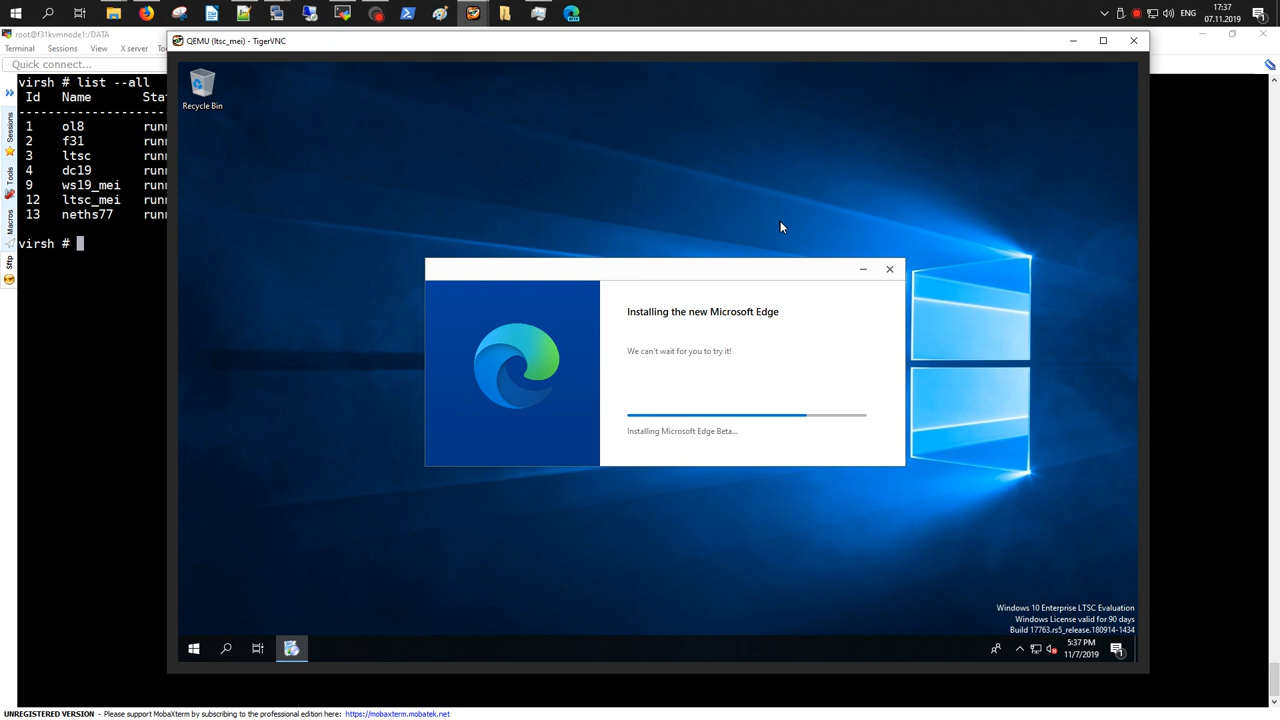 17:37
ENG
07.11.2019
root@f31kvmnode1:/DATA
Terminal Sessions View X server
QEMU (ltsc_mei) - TigerVNC
Quick connect...
virsh # list --all
Id Name
---------------
1 ol8
2 f31
3 ltsc
4 dc19
9 ws19_mei
12 ltsc_mei
13 neths77
virsh #
Sessions
Tools
Macros
Sftp
Recycle Bin
Installing the new Microsoft Edge
We can't wait for you to try it!
Installing Microsoft Edge Beta...
Windows 10 Enterprise LTSC Evaluation
Windows License valid for 90 days
Build 17763.rs5_release.180914-1434
5:37 PM
11/7/2019
UNREGISTERED VERSION - Please support MobaXterm by subscribing to the professional edition here: https://mobaxterm.mobatek.net